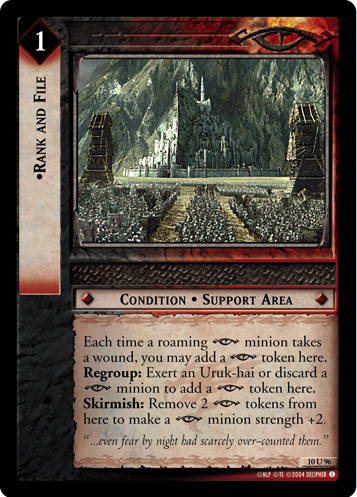 1
•Rank and File
Condition • Support Area
Each time a roaming minion takes
a wound, you may add a token here.
Regroup: Exert an Uruk-hai or discard a
minion to add a token here.
Skirmish: Remove 2 tokens from
here to make a minion strength +2.
“...even fear by night had scarcely over-counted them.”
10 U 96
©NLP ™©TE ©2004 DECIPHER